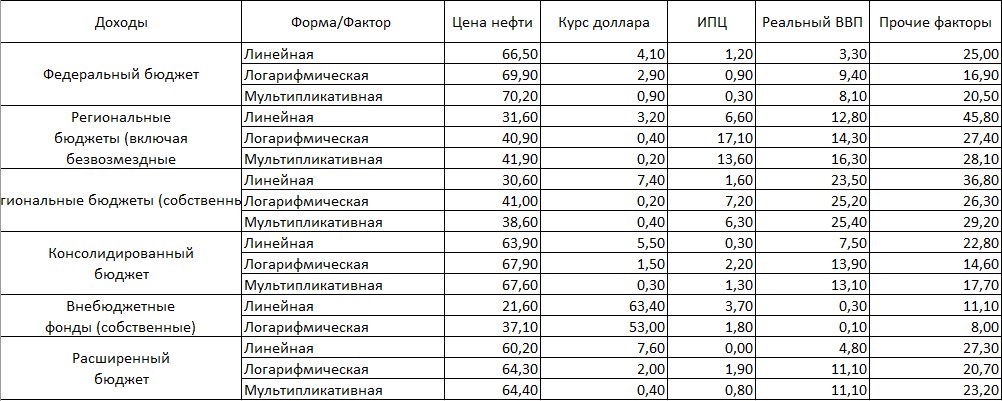 Доходы Форма/Фактор Цена нефти Курс доллара ИПЦ Реальный ВВП Прочие факторы
Федеральный бюджет
Линейная 66,50 4,10 1,20 3,30 25,00
Логарифмическая 69,90 2,90 0,90 9,40 16,90
Мультипликативная 70,20 0,90 0,30 8,10 20,50
Региональные
бюджеты (включая
безвозмездные
Линейная 31,60 3,20 6,60 12,80 45,80
Логарифмическая 40,90 0,40 17,10 14,30 27,40
Мультипликативная 41,90 0,20 13,60 16,30 28,10
гиональные бюджеты (собственны
Линейная 30,60 7,40 1,60 23,50 36,80
Логарифмическая 41,00 0,20 7,20 25,20 26,30
Мультипликативная 38,60 0,40 6,30 25,40 29,20
Консолидированный
бюджет
Линейная 63,90 5,50 0,30 7,50 22,80
Логарифмическая 67,90 1,50 2,20 13,90 14,60
Мультипликативная 67,60 0,30 1,30 13,10 17,70
Внебюджетные
фонды (собственные)
Линейная 21,60 63,40 3,70 0,30 11,10
Логарифмическая 37,10 53,00 1,80 0,10 8,00
Расширенный
бюджет
Линейная 60,20 7,60 0,00 4,80 27,30
Логарифмическая 64,30 2,00 1,90 11,10 20,70
Мультипликативная 64,40 0,40 0,80 11,10 23,20